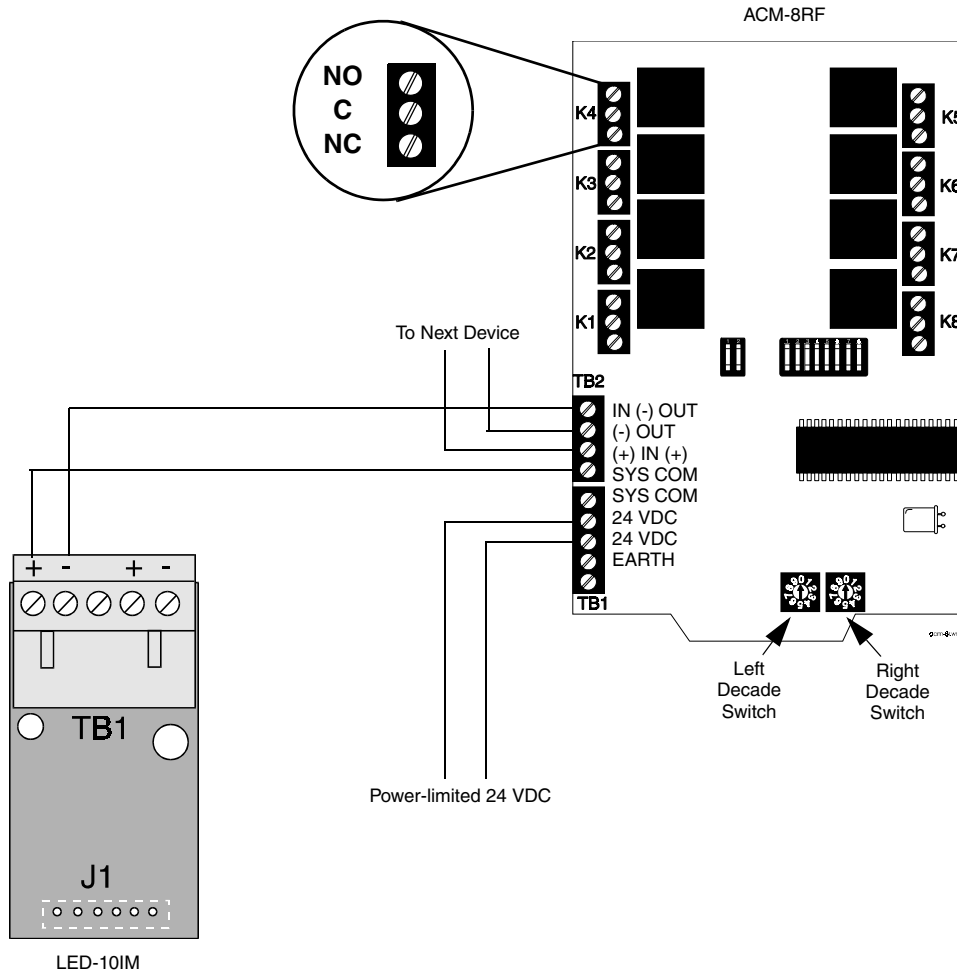 ACM-8RF
NO
C
NC
K4
K3
K2
K1
K5
K6
K7
K8
To Next Device
TB2
IN (-) OUT
(-) OUT
(+) IN (+)
SYS COM
SYS COM
24 VDC
24 VDC
EARTH
TB1
Left
Decade
Switch
Right
Decade
Switch
Power-limited 24 VDC
+ - + -
TB1
J1
LED-10IM